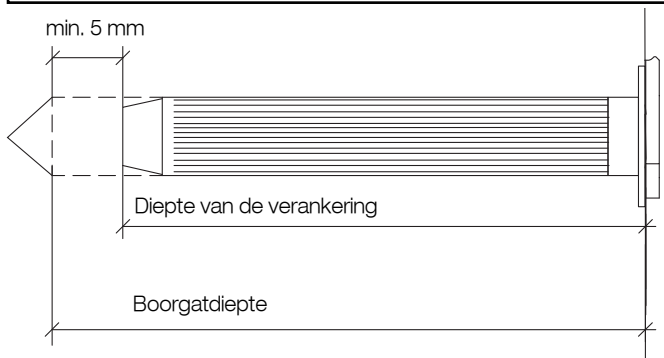 min. 5 mm
Diepte van de verankering
Boorgatdiepte